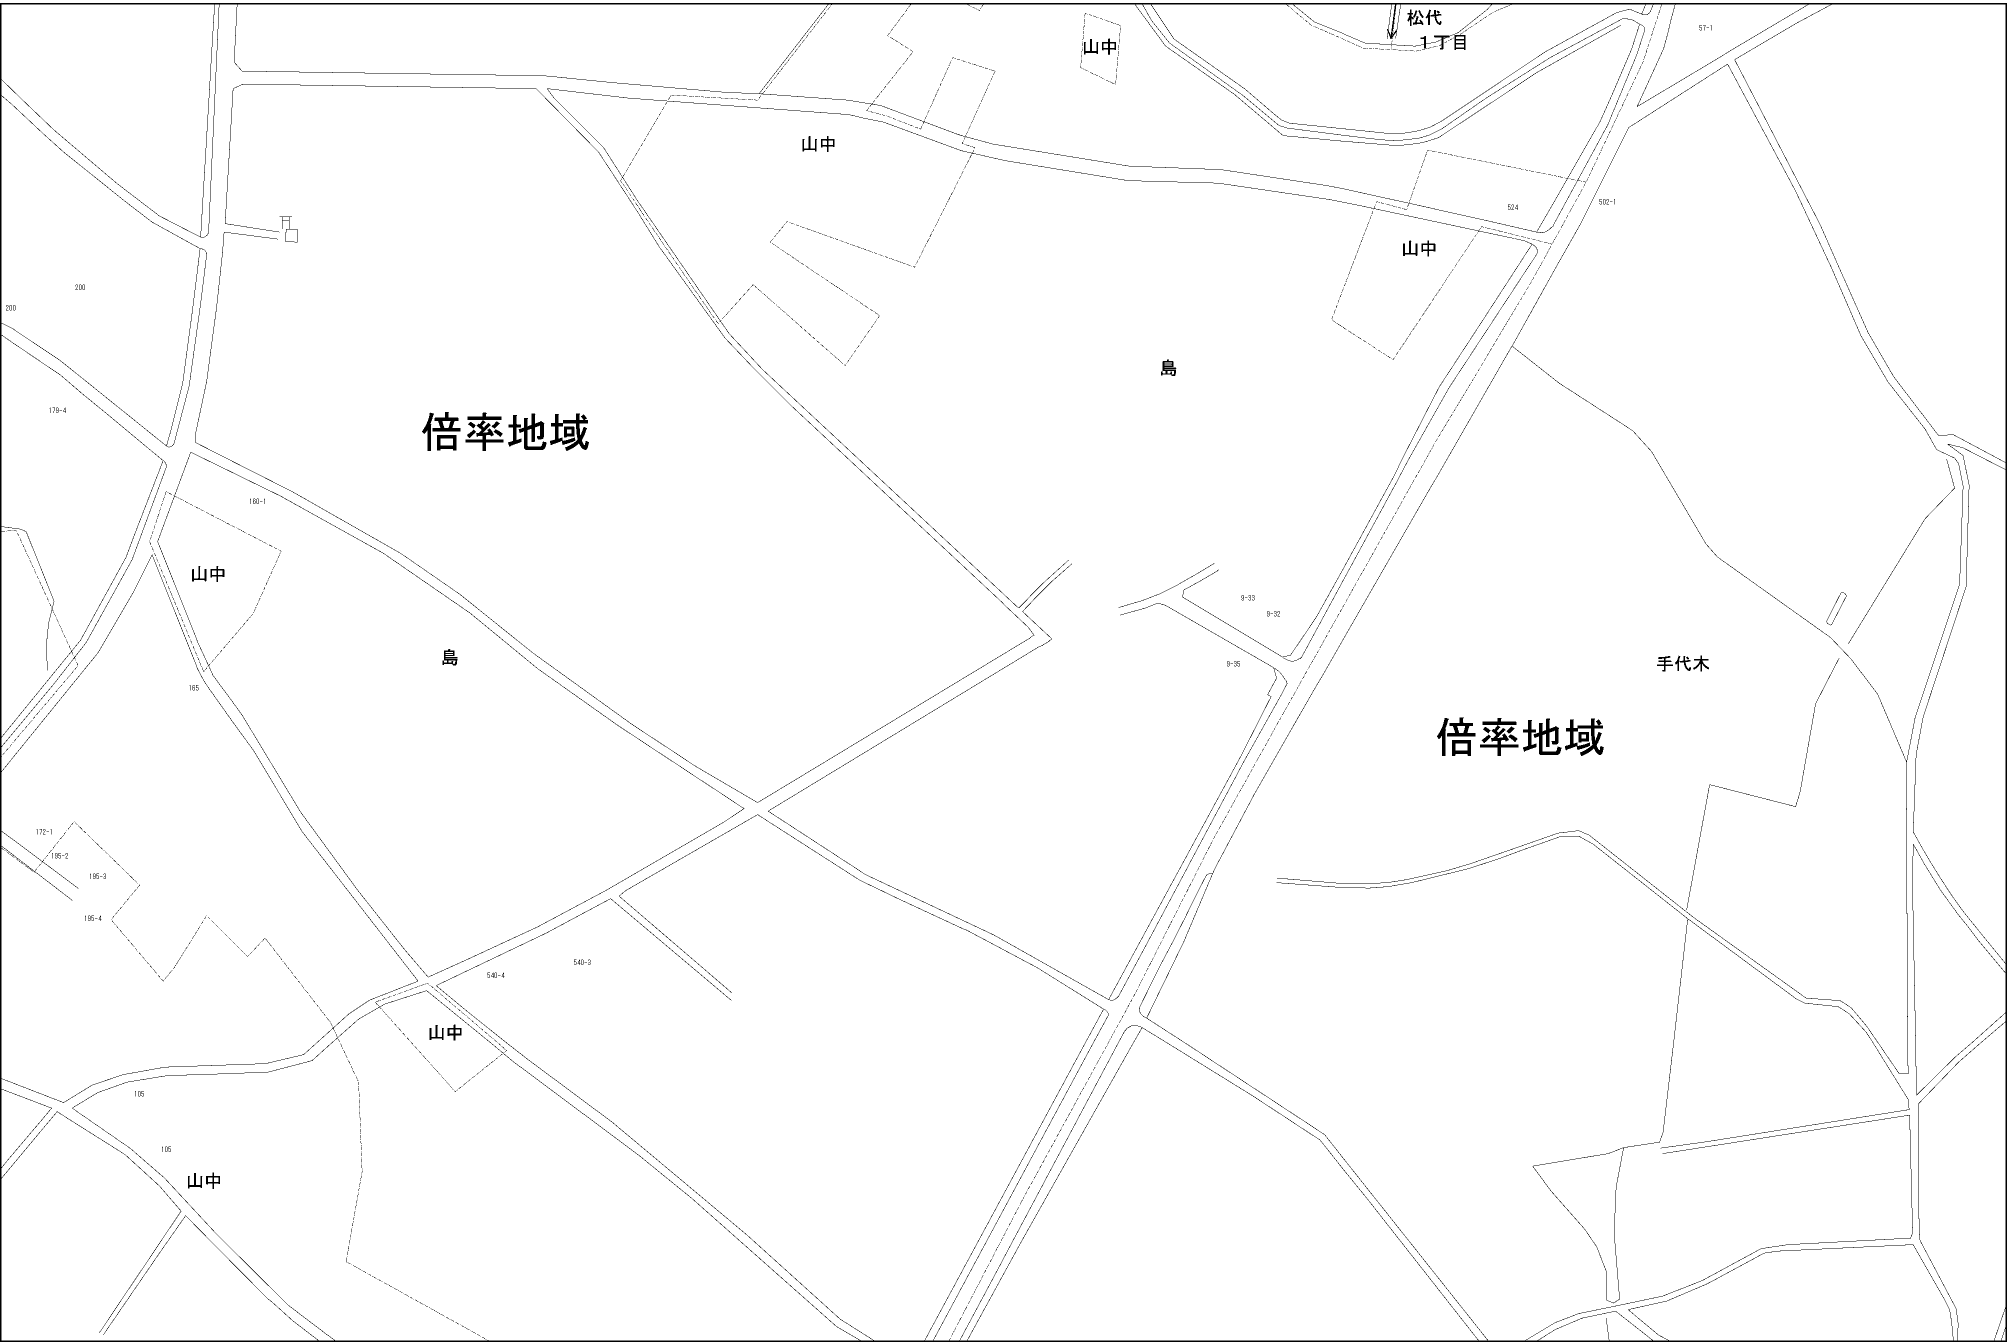 松代
1丁目
57-1
山中
山中
524
502-1
山中
200
200
島
179-4
倍率地域
160-1
山中
9-33
9-32
島
9-35
手代木
165
倍率地域
172-1
195-2
195-3
195-4
540-3
540-4
山中
105
105
山中